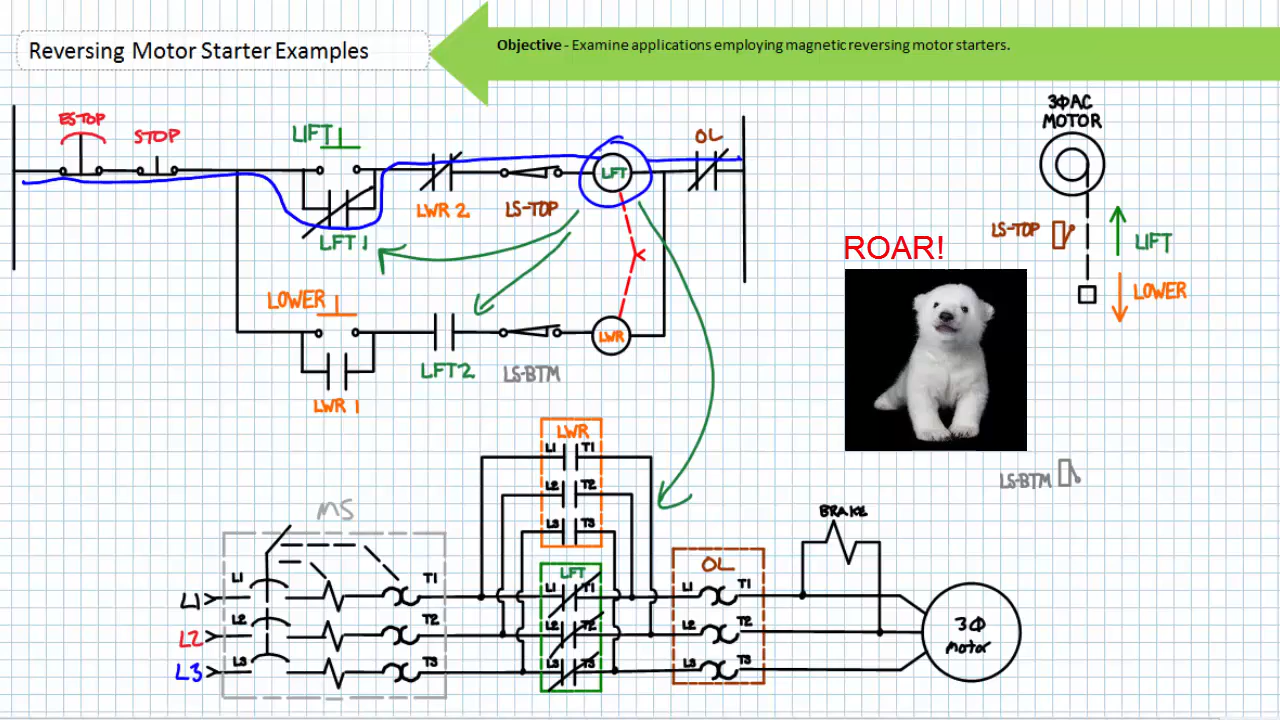 Reversing Motor Starter Examples
Objective - Examine applications employing magnetic reversing motor starters.
ESTOP
STOP
LIFT
OL
LFT
LWR 2
LS-TOP
LFT 1
3Φ AC
MOTOR
LS-TOP
LIFT
LOWER
ROAR!
LOWER
LWR
LFT2
LS-BTM
LWR 1
LS-BTM
LWR
L1 T1
L2 T2
L3 T3
MS
BRAKE
LFT
OL
L1 L1 T1 L1 T1 L1 T1
L2 L2 T2 L2 T2 L2 T2
L3 L3 T3 L3 T3 L3 T3
3Φ
motor